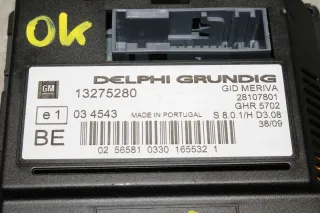 OK
DELPHI GRUNDIG
GM
13275280
GID MERIVA
28107801
GHR 5702
e 1
03 4543
MADE IN PORTUGAL
S 8.0.1/H D3.08
38/09
BE
02 56581 0330 165532 1